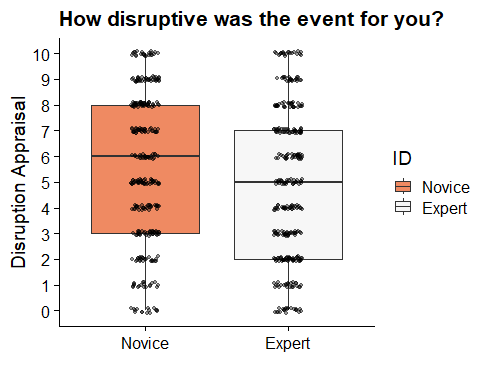 How disruptive was the event for you?
Disruption Appraisal
10
9
8
7
6
5
4
3
2
1
0
Novice
Expert
ID
Novice
Expert